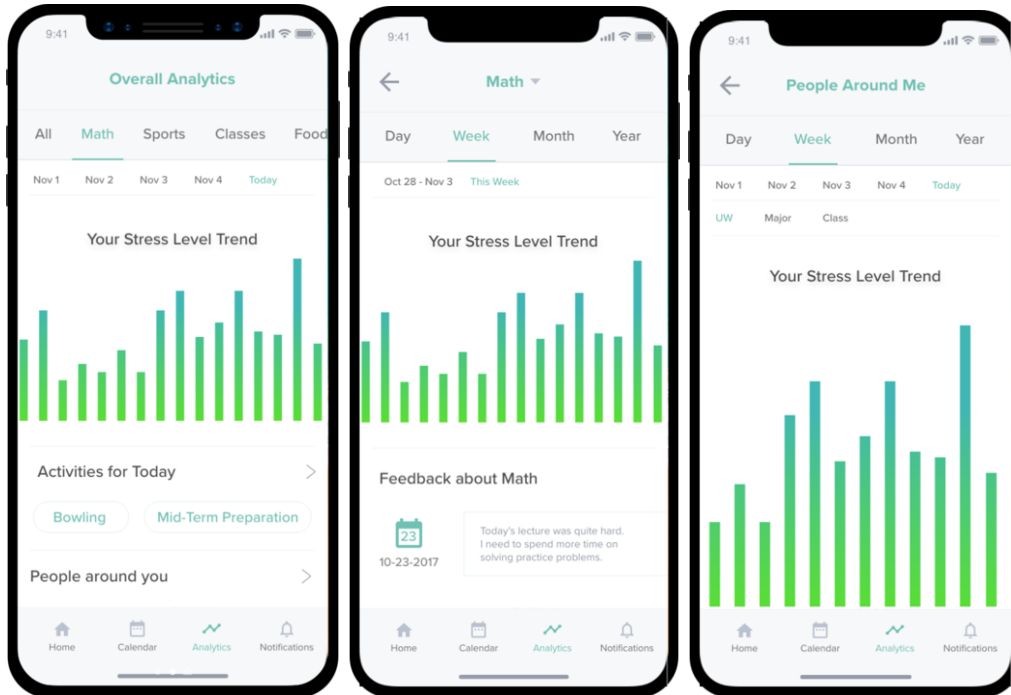 9:41
Overall Analytics
All Math Sports Classes Food
Nov 1 Nov 2 Nov 3 Nov 4 Today
Your Stress Level Trend
Activities for Today
Bowling Mid-Term Preparation
People around you
Home Calendar Analytics Notifications
9:41
Math
Day Week Month Year
Oct 28 - Nov 3 This Week
Your Stress Level Trend
Feedback about Math
23
10-23-2017
Today's lecture was quite hard.
I need to spend more time on
solving practice problems.
Home Calendar Analytics Notifications
9:41
People Around Me
Day Week Month Year
Nov 1 Nov 2 Nov 3 Nov 4 Today
UW Major Class
Your Stress Level Trend
Home Calendar Analytics Notifications